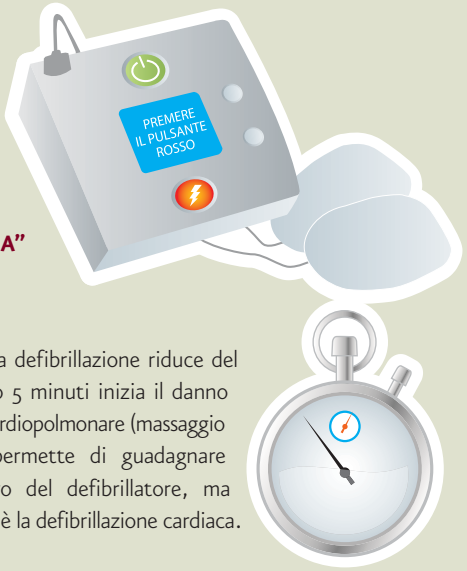 PREMERE
IL PULSANTE
ROSSO
A”
a defibrillazione riduce del
o 5 minuti inizia il danno
ardiopolmonare (massaggio
permette di guadagnare
o del defibrillatore, ma
è la defibrillazione cardiaca.